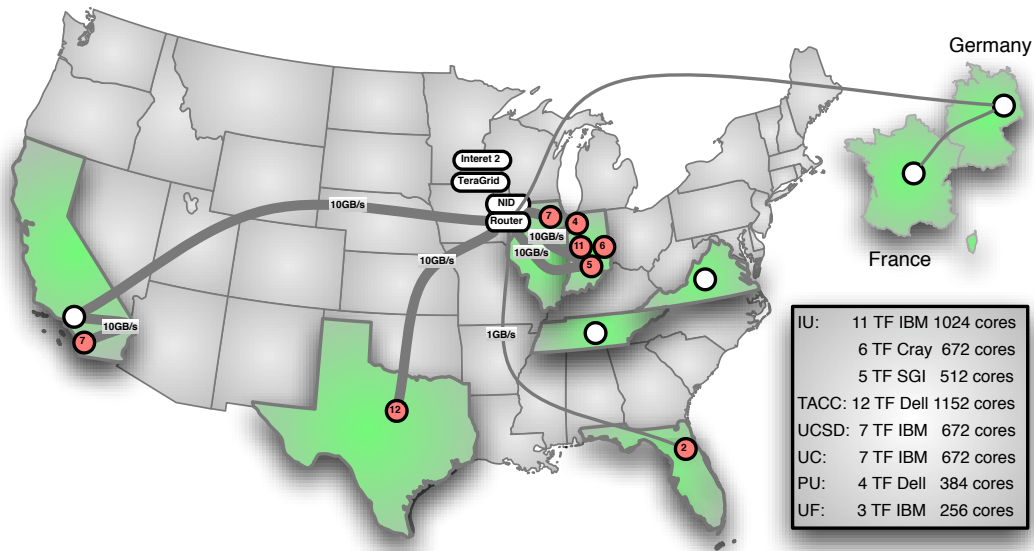 Germany
Interet 2
TeraGrid
NID
Router
10GB/s
7
4
10GB/s
11
6
10GB/s
5
10GB/s
France
10GB/s
7
1GB/s
12
2
IU: 11 TF IBM 1024 cores
6 TF Cray 672 cores
5 TF SGI 512 cores
TACC: 12 TF Dell 1152 cores
UCSD: 7 TF IBM 672 cores
UC: 7 TF IBM 672 cores
PU: 4 TF Dell 384 cores
UF: 3 TF IBM 256 cores